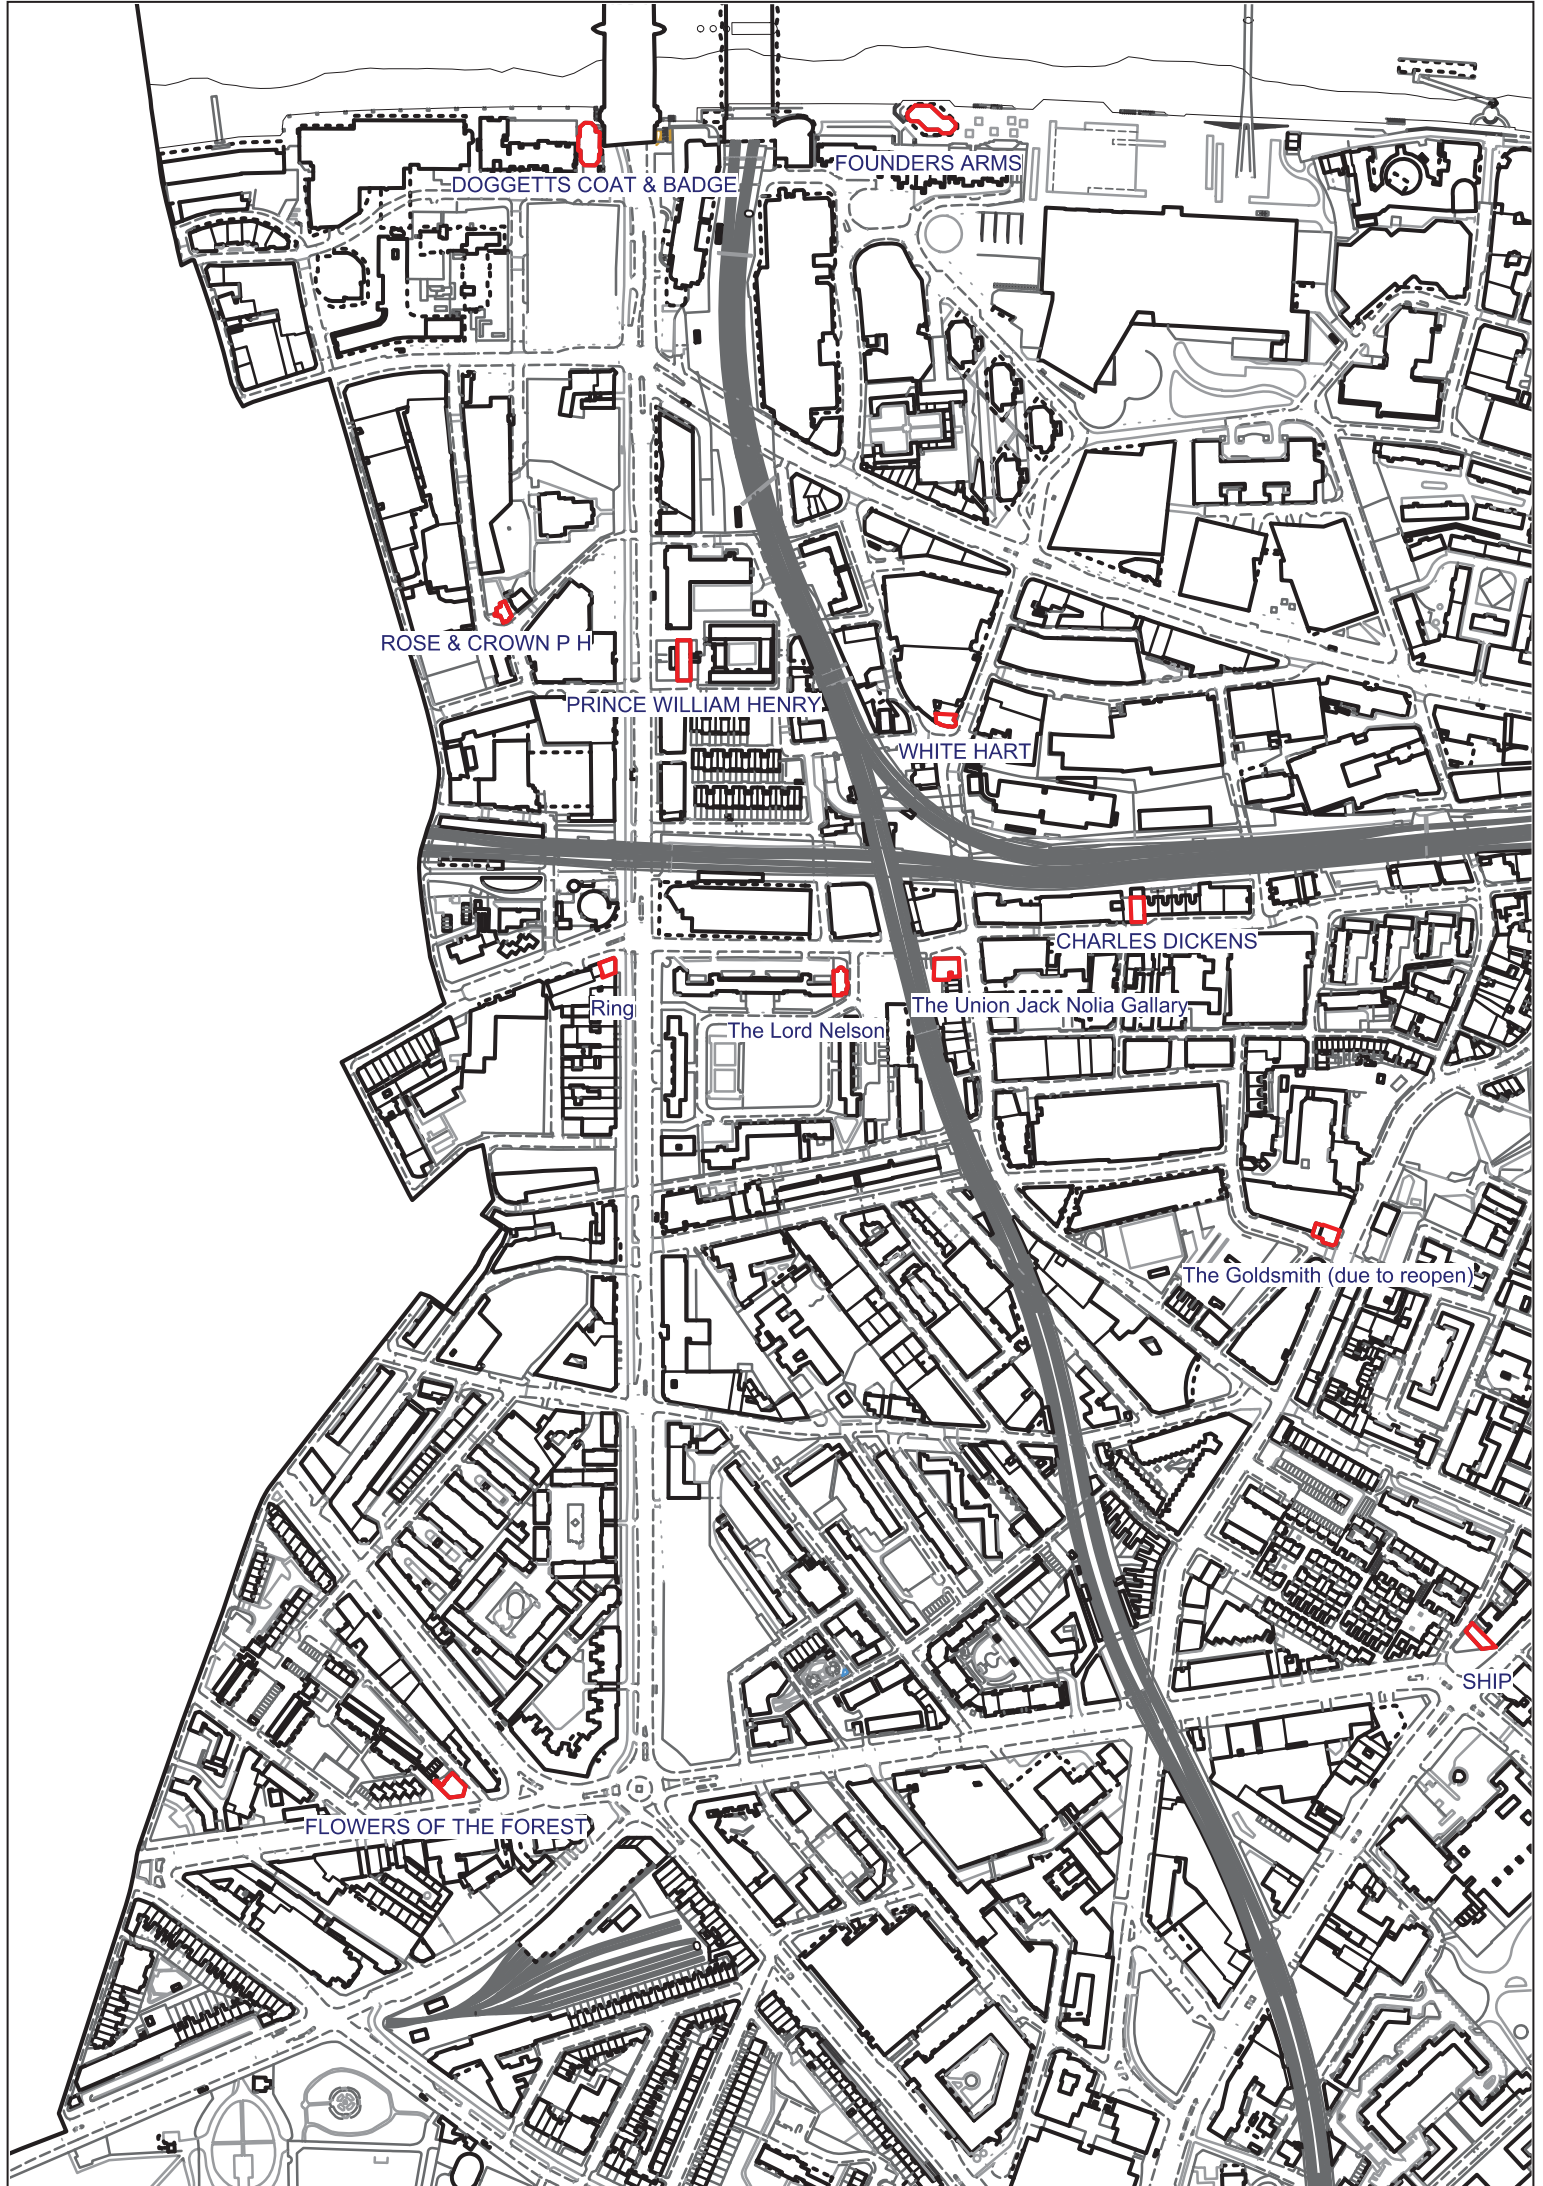 FOUNDERS ARMS
DOGGETTS COAT & BADGE
ROSE & CROWN P H
PRINCE WILLIAM HENRY
WHITE HART
CHARLES DICKENS
Ring
The Union Jack Nolia Gallary
The Lord Nelson
The Goldsmith (due to reopen)
SHIP
FLOWERS OF THE FOREST